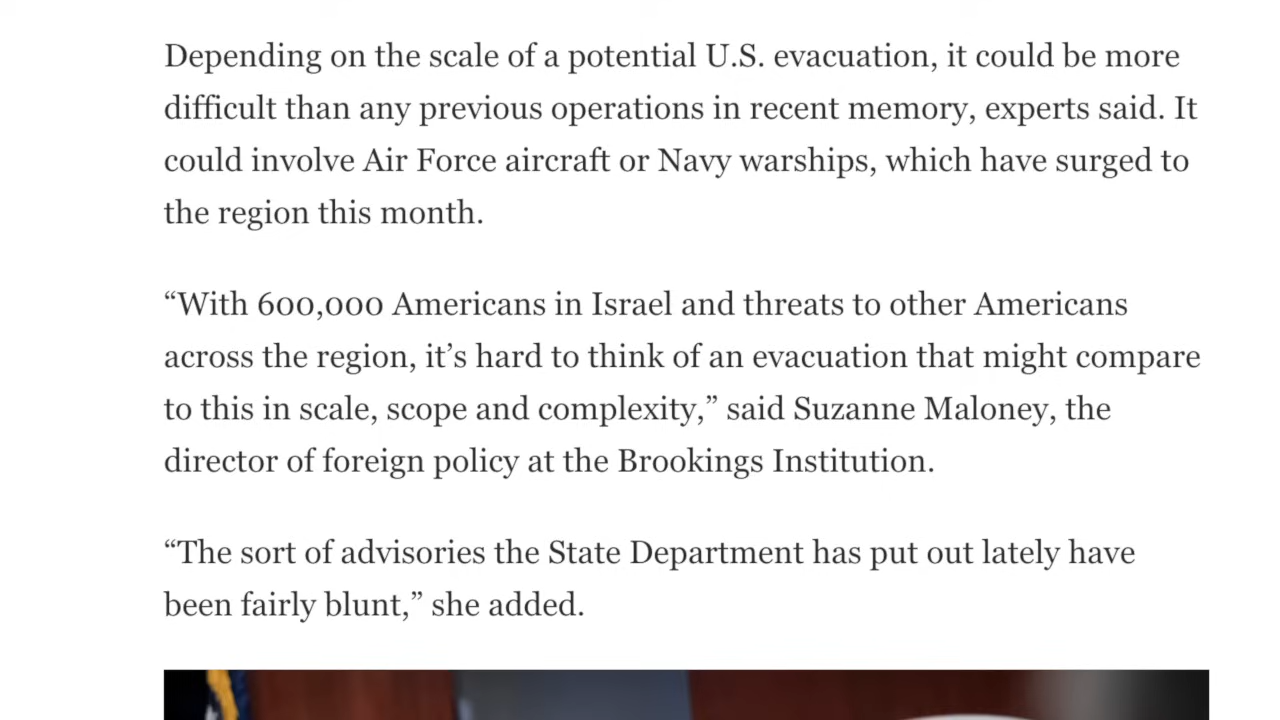 Depending on the scale of a potential U.S. evacuation, it could be more
difficult than any previous operations in recent memory, experts said. It
could involve Air Force aircraft or Navy warships, which have surged to
the region this month.
“With 600,000 Americans in Israel and threats to other Americans
across the region, it’s hard to think of an evacuation that might compare
to this in scale, scope and complexity,” said Suzanne Maloney, the
director of foreign policy at the Brookings Institution.
“The sort of advisories the State Department has put out lately have
been fairly blunt,” she added.